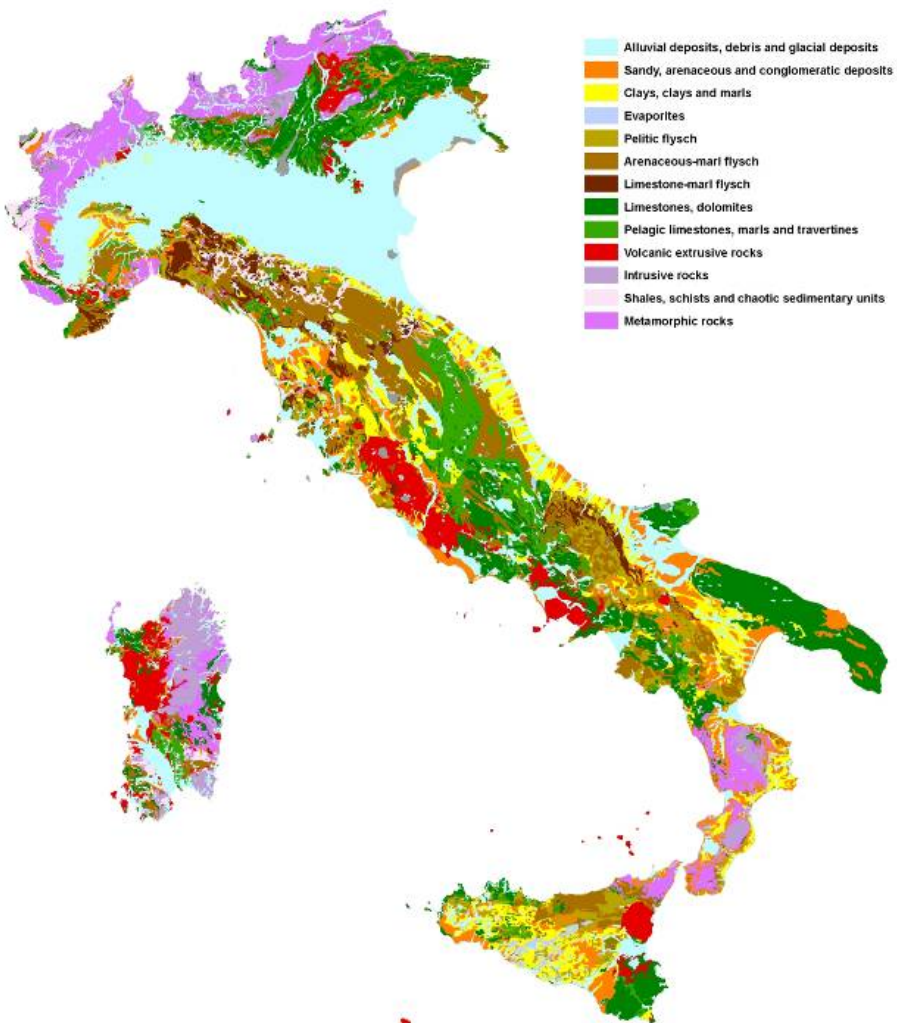 Alluvial deposits, debris and glacial deposits
Sandy, arenaceous and conglomeratic deposits
Clays, clays and marls
Evaporites
Pelitic flysch
Arenaceous-marl flysch
Limestone-marl flysch
Limestones, dolomites
Pelagic limestones, marls and travertines
Volcanic extrusive rocks
Intrusive rocks
Shales, schists and chaotic sedimentary units
Metamorphic rocks